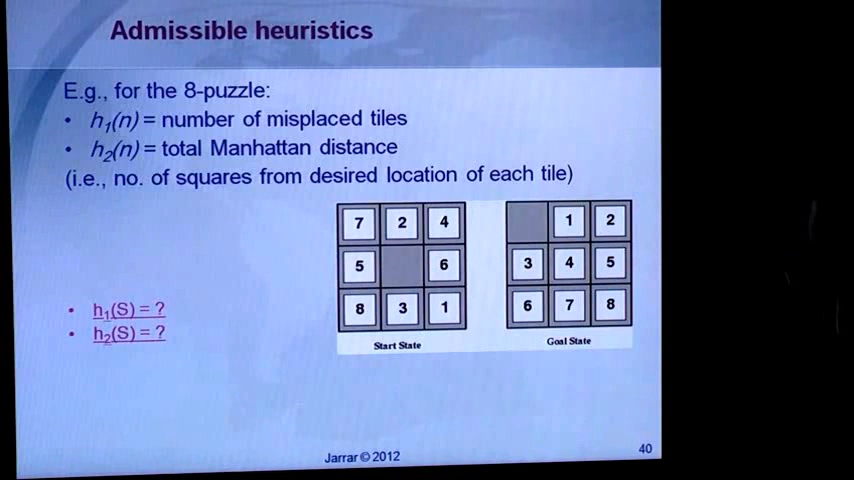 Admissible heuristics
E.g., for the 8-puzzle:
• h1(n) = number of misplaced tiles
• h2(n) = total Manhattan distance
(i.e., no. of squares from desired location of each tile)
7 2 4
5 6
8 3 1
Start State
1 2
3 4 5
6 7 8
Goal State
• h1(S) = ?
• h2(S) = ?
Jarrar © 2012
40